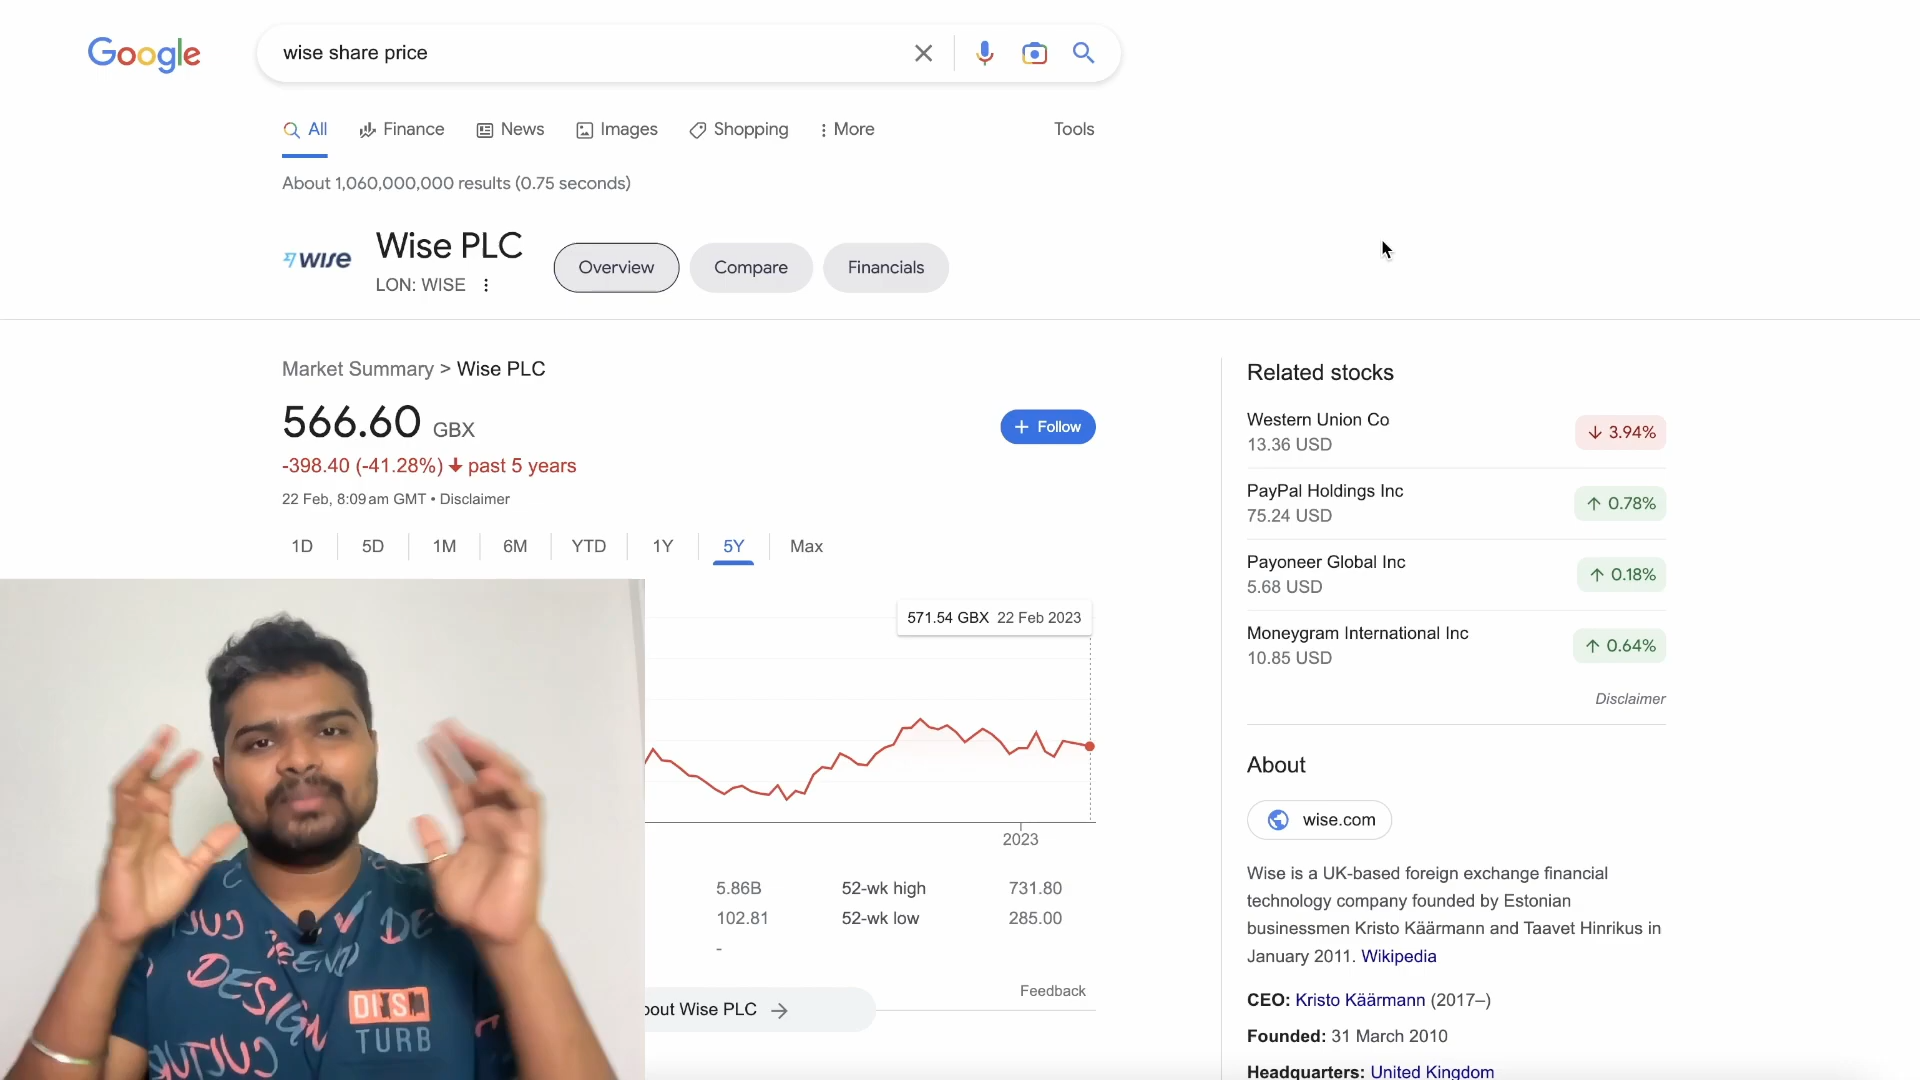 Google
wise share price
All
Finance
News
Images
Shopping
More
Tools
About 1,060,000,000 results (0.75 seconds)
wise
Wise PLC
LON: WISE
Overview
Compare
Financials
Market Summary > Wise PLC
566.60 GBX
-398.40 (-41.28%) past 5 years
22 Feb, 8:09 am GMT • Disclaimer
+ Follow
1D
5D
1M
6M
YTD
1Y
5Y
Max
571.54 GBX 22 Feb 2023
2023
5.86B
52-wk high
731.80
102.81
52-wk low
285.00
-
Feedback
bout Wise PLC
Related stocks
Western Union Co
13.36 USD
3.94%
PayPal Holdings Inc
75.24 USD
0.78%
Payoneer Global Inc
5.68 USD
0.18%
Moneygram International Inc
10.85 USD
0.64%
Disclaimer
About
wise.com
Wise is a UK-based foreign exchange financial
technology company founded by Estonian
businessmen Kristo Käärmann and Taavet Hinrikus in
January 2011. Wikipedia
CEO: Kristo Käärmann (2017–)
Founded: 31 March 2010
Headquarters: United Kingdom
DESIGN
DISI
TURB